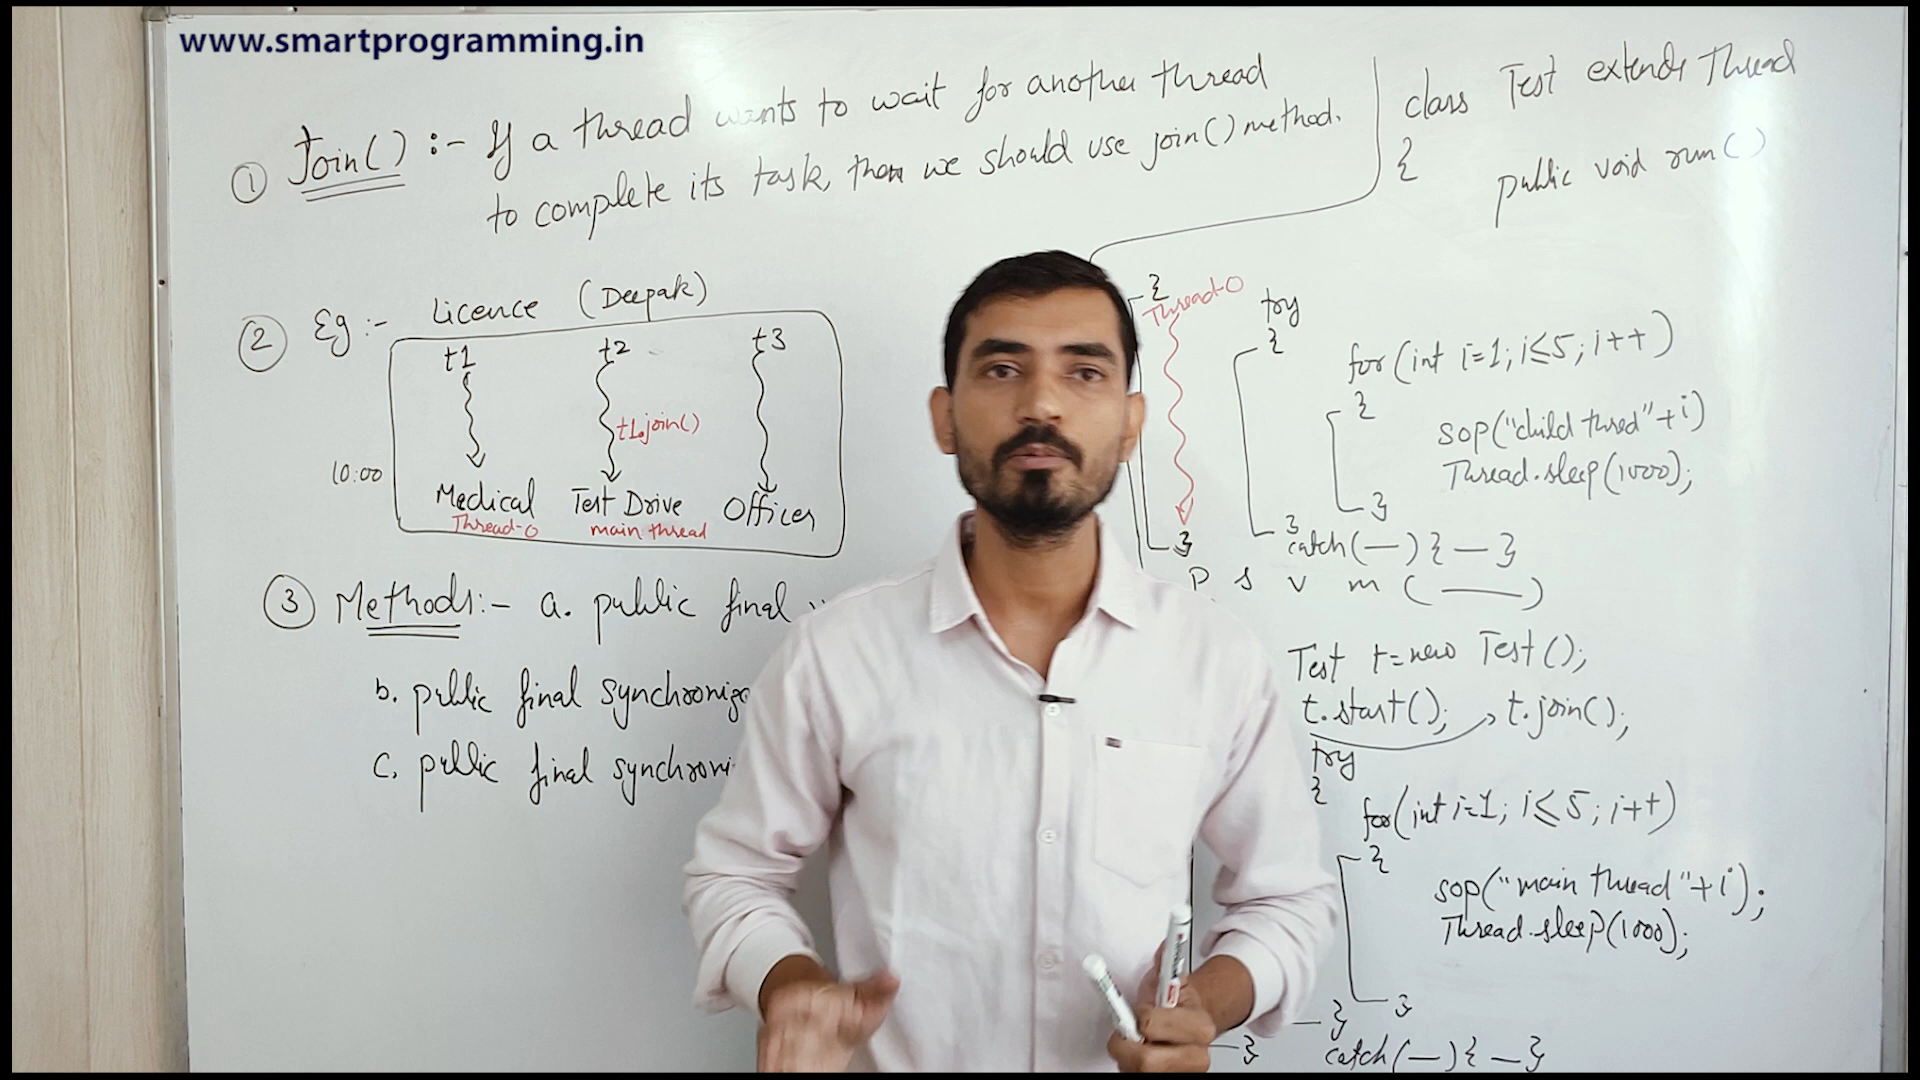 www.smartprogramming.in
① Join() :- If a thread wants to wait for another thread
to complete its task, then we should use join() method.
② Eg :- Licence (Deepak)
t1 t2 t3
t1.join()
10:00
Medical Test Drive Officer
Thread-0 main thread
③ Methods :- a. public final
b. public final synchroniz
c. public final synchroni
class Test extends Thread
{
public void run()
{
Thread-0
try
{
for(int i=1; i≤5; i++)
{
sop("child thred"+i)
Thread.sleep(1000);
}
}
catch(—){—}
}
P S V m (——)
Test t=new Test();
t.start(); t.join();
try
{
for(int i=1; i≤5; i++)
{
sop("main thread"+i);
Thread.sleep(1000);
}
}
catch(—){—}
}